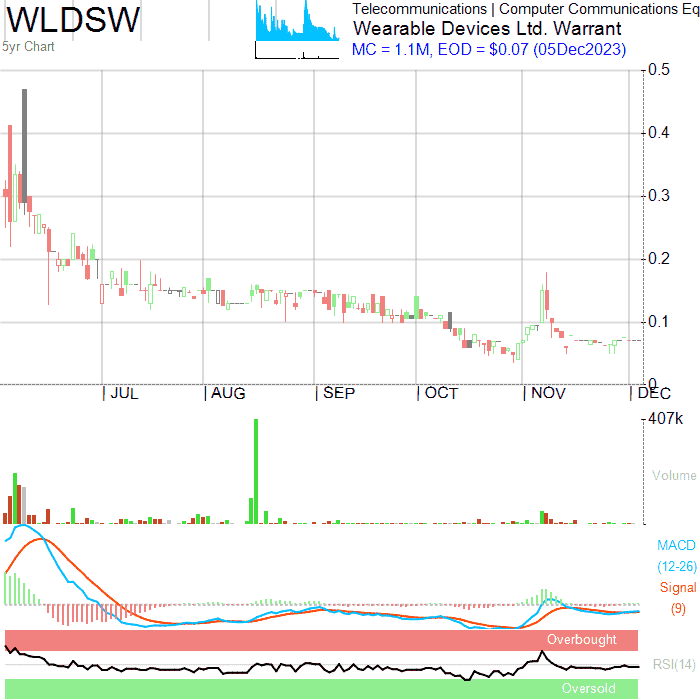 WLDSW
Telecommunications | Computer Communications Eq
Wearable Devices Ltd. Warrant
5yr Chart
MC = 1.1M, EOD = $0.07 (05Dec2023)
0.5
0.4
0.3
0.2
0.1
0
JUL AUG SEP OCT NOV DEC
407k
Volume
MACD
(12-26)
Signal
(9)
Overbought
RSI(14)
Oversold